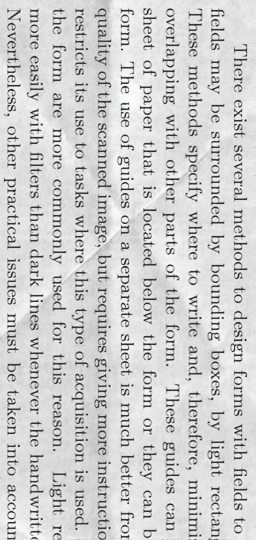 There exist several methods to design forms with fields to
fields may be surrounded by bounding boxes, by light rectang
These methods specify where to write and, therefore, minimi
overlapping with other parts of the form. These guides can
sheet of paper that is located below the form or they can b
form. The use of guides on a separate sheet is much better from
quality of the scanned image, but requires giving more instructio
restricts its use to tasks where this type of acquisition is used.
the form are more commonly used for this reason. Light re
more easily with filters than dark lines whenever the handwritte
Nevertheless, other practical issues must be taken into accoun